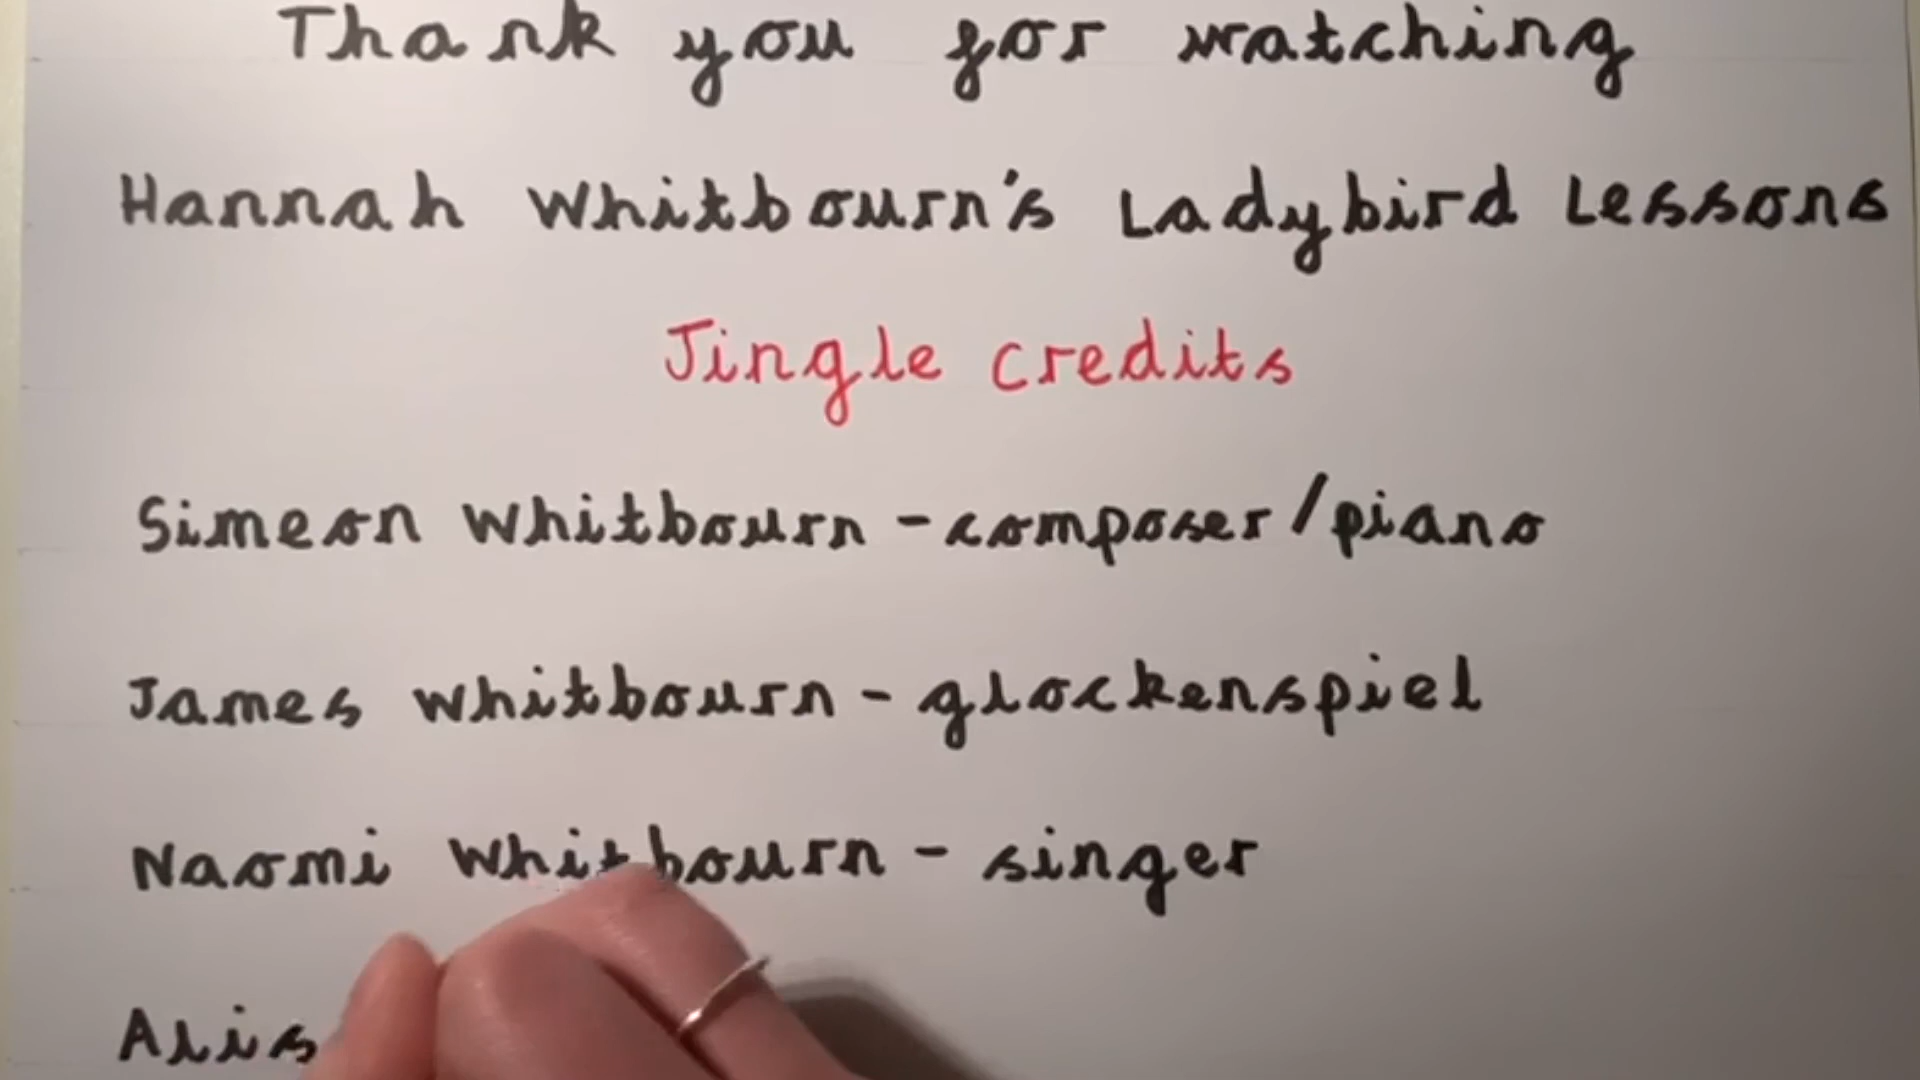 Thank you for watching
Hannah Whitbourn's Ladybird Lessons
Jingle credits
Simeon Whitbourn - composer/piano
James Whitbourn - glockenspiel
Naomi Whitbourn - singer